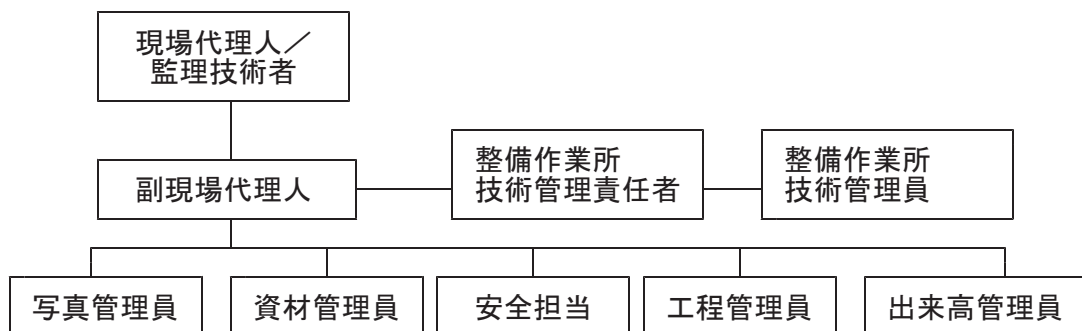 現場代理人／
監理技術者
副現場代理人
整備作業所
技術管理責任者
整備作業所
技術管理員
写真管理員
資材管理員
安全担当
工程管理員
出来高管理員